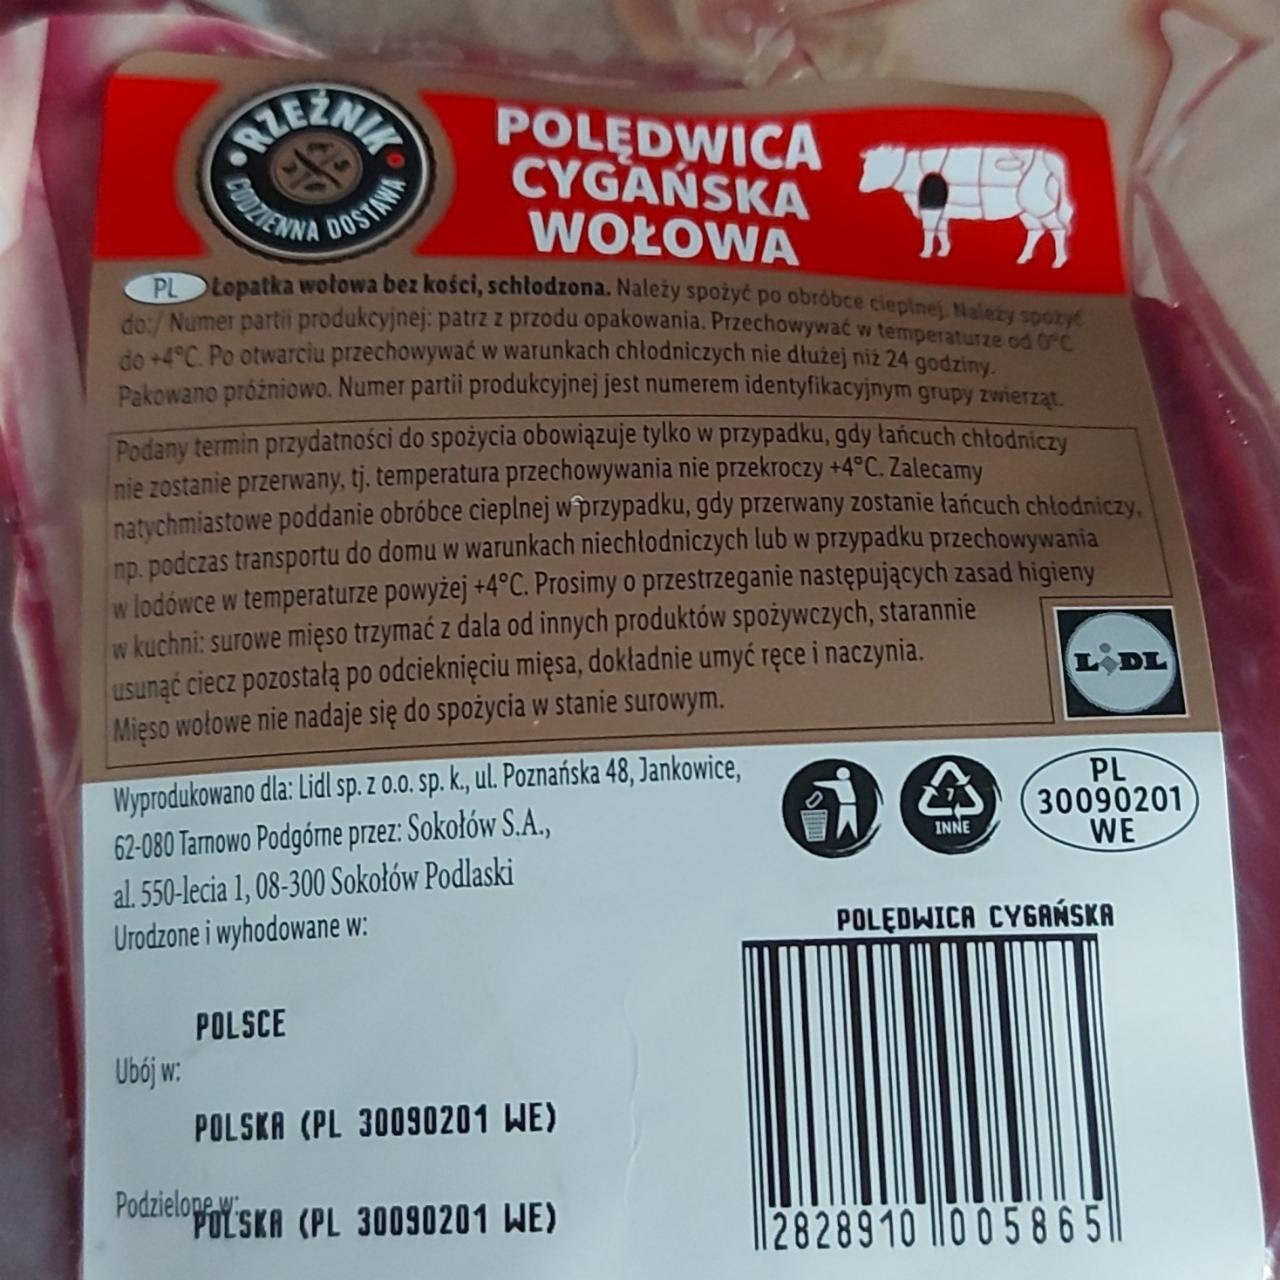 RZEŹNIK
CODZIENNA DOSTAWA
POLĘDWICA
CYGAŃSKA
WOŁOWA
PL Łopatka wołowa bez kości, schłodzona. Należy spożyć po obróbce cieplnej. Należy spożyć
do:/ Numer partii produkcyjnej: patrz z przodu opakowania. Przechowywać w temperaturze od 0°C
do +4°C. Po otwarciu przechowywać w warunkach chłodniczych nie dłużej niż 24 godziny.
Pakowano próżniowo. Numer partii produkcyjnej jest numerem identyfikacyjnym grupy zwierząt.
Podany termin przydatności do spożycia obowiązuje tylko w przypadku, gdy łańcuch chłodniczy
nie zostanie przerwany, tj. temperatura przechowywania nie przekroczy +4°C. Zalecamy
natychmiastowe poddanie obróbce cieplnej w przypadku, gdy przerwany zostanie łańcuch chłodniczy,
np. podczas transportu do domu w warunkach niechłodniczych lub w przypadku przechowywania
w lodówce w temperaturze powyżej +4°C. Prosimy o przestrzeganie następujących zasad higieny
w kuchni: surowe mięso trzymać z dala od innych produktów spożywczych, starannie
usunąć ciecz pozostałą po odcieknięciu mięsa, dokładnie umyć ręce i naczynia.
Mięso wołowe nie nadaje się do spożycia w stanie surowym.
LIDL
Wyprodukowano dla: Lidl sp. z o.o. sp. k., ul. Poznańska 48, Jankowice,
62-080 Tarnowo Podgórne przez: Sokołów S.A.,
al. 550-lecia 1, 08-300 Sokołów Podlaski
Urodzone i wyhodowane w:
POLSCE
Ubój w:
POLSKA (PL 30090201 WE)
Podzielone w:
POLSKA (PL 30090201 WE)
7
INNE
PL
30090201
WE
POLĘDWICA CYGAŃSKA
2828910 005865